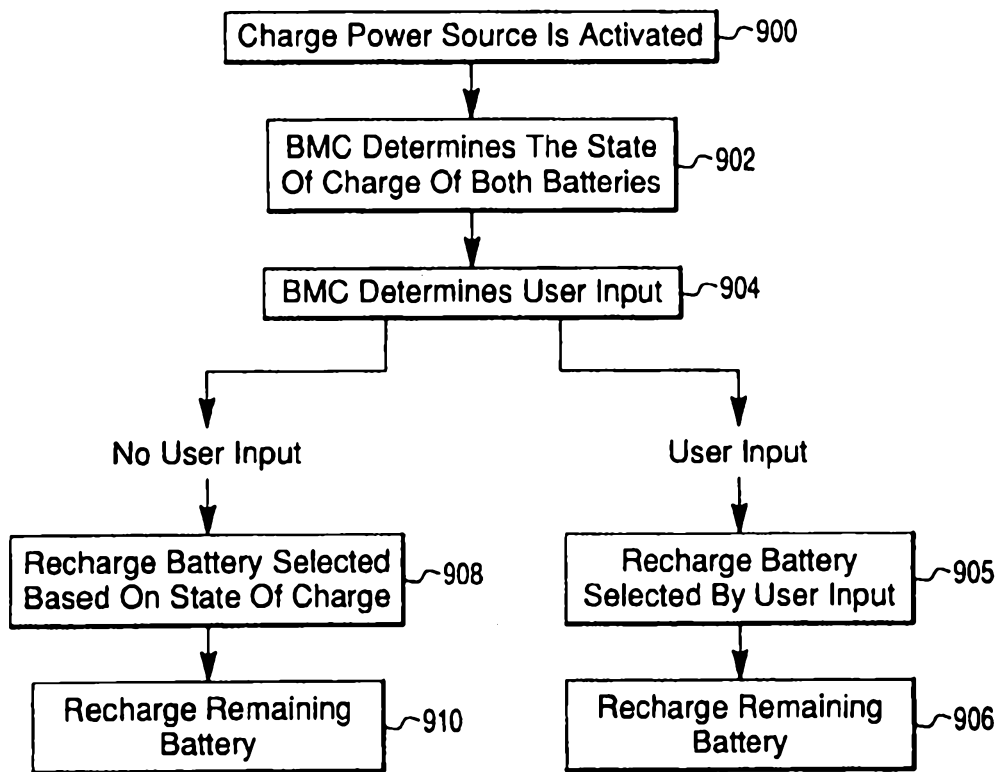 Charge Power Source Is Activated 900
BMC Determines The State
Of Charge Of Both Batteries
902
BMC Determines User Input 904
No User Input
User Input
Recharge Battery Selected
Based On State Of Charge
908
Recharge Battery
Selected By User Input
905
Recharge Remaining
Battery
910
Recharge Remaining
Battery
906